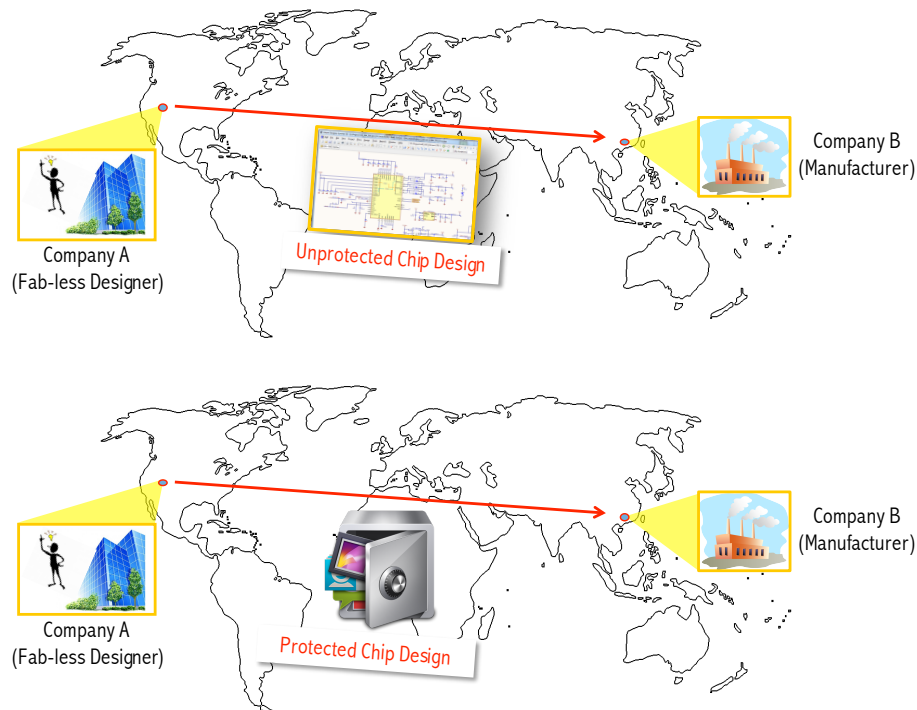 Company B
(Manufacturer)
Unprotected Chip Design
Company A
(Fab-less Designer)
Company B
(Manufacturer)
Company A
(Fab-less Designer)
Protected Chip Design